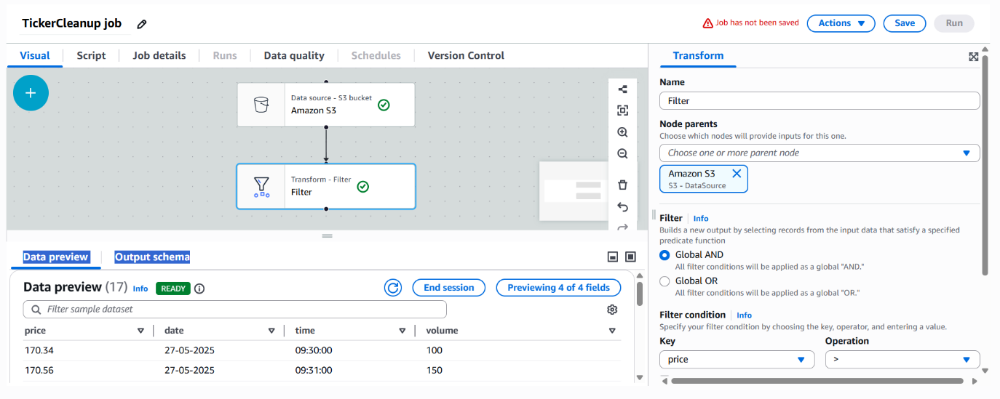 TickerCleanup job
Job has not been saved
Actions
Save
Run
Visual
Script
Job details
Runs
Data quality
Schedules
Version Control
Data source - S3 bucket
Amazon S3
Transform - Filter
Filter
Data preview
Output schema
Data preview (17) Info READY
End session
Previewing 4 of 4 fields
Filter sample dataset
price date time volume
170.34 27-05-2025 09:30:00 100
170.56 27-05-2025 09:31:00 150
Transform
Name
Filter
Node parents
Choose which nodes will provide inputs for this one.
Choose one or more parent node
Amazon S3
S3 - DataSource
Filter Info
Builds a new output by selecting records from the input data that satisfy a specified
predicate function
Global AND
All filter conditions will be applied as a global "AND."
Global OR
All filter conditions will be applied as a global "OR."
Filter condition Info
Specify your filter condition by choosing the key, operator, and entering a value.
Key Operation
price >